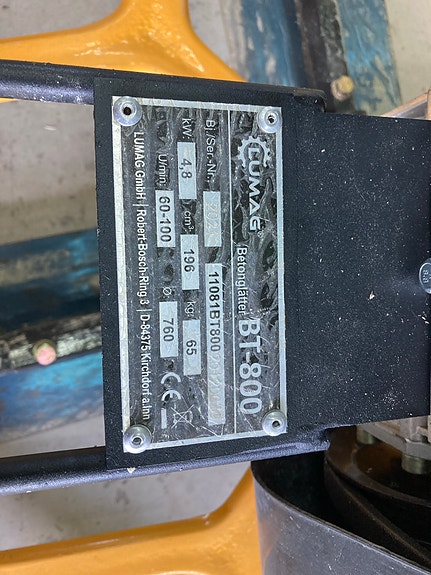 LUMAG
Betonglätter BT-800
Bj./Ser.-Nr.: 11081BT800
kW: 4,8 cm³: 196 kg: 65
U/min: 60-100 Ø: 760 CE
LUMAG GmbH | Robert-Bosch-Ring 3 | D-84375 Kirchdorf a.Inn